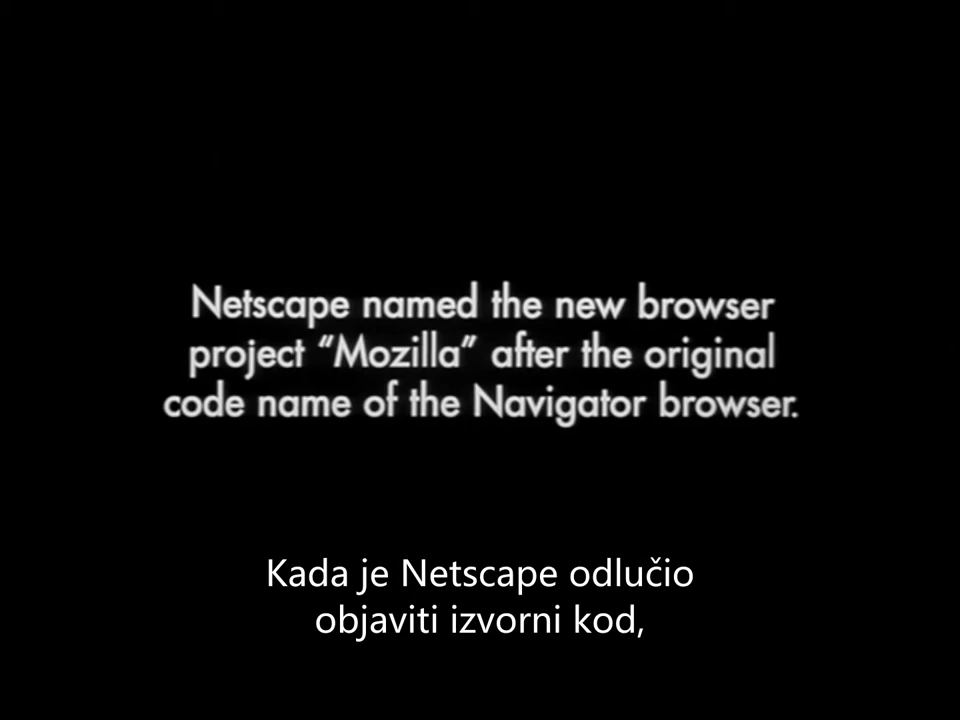 Netscape named the new browser
project “Mozilla” after the original
code name of the Navigator browser.
Kada je Netscape odlučio
objaviti izvorni kod,